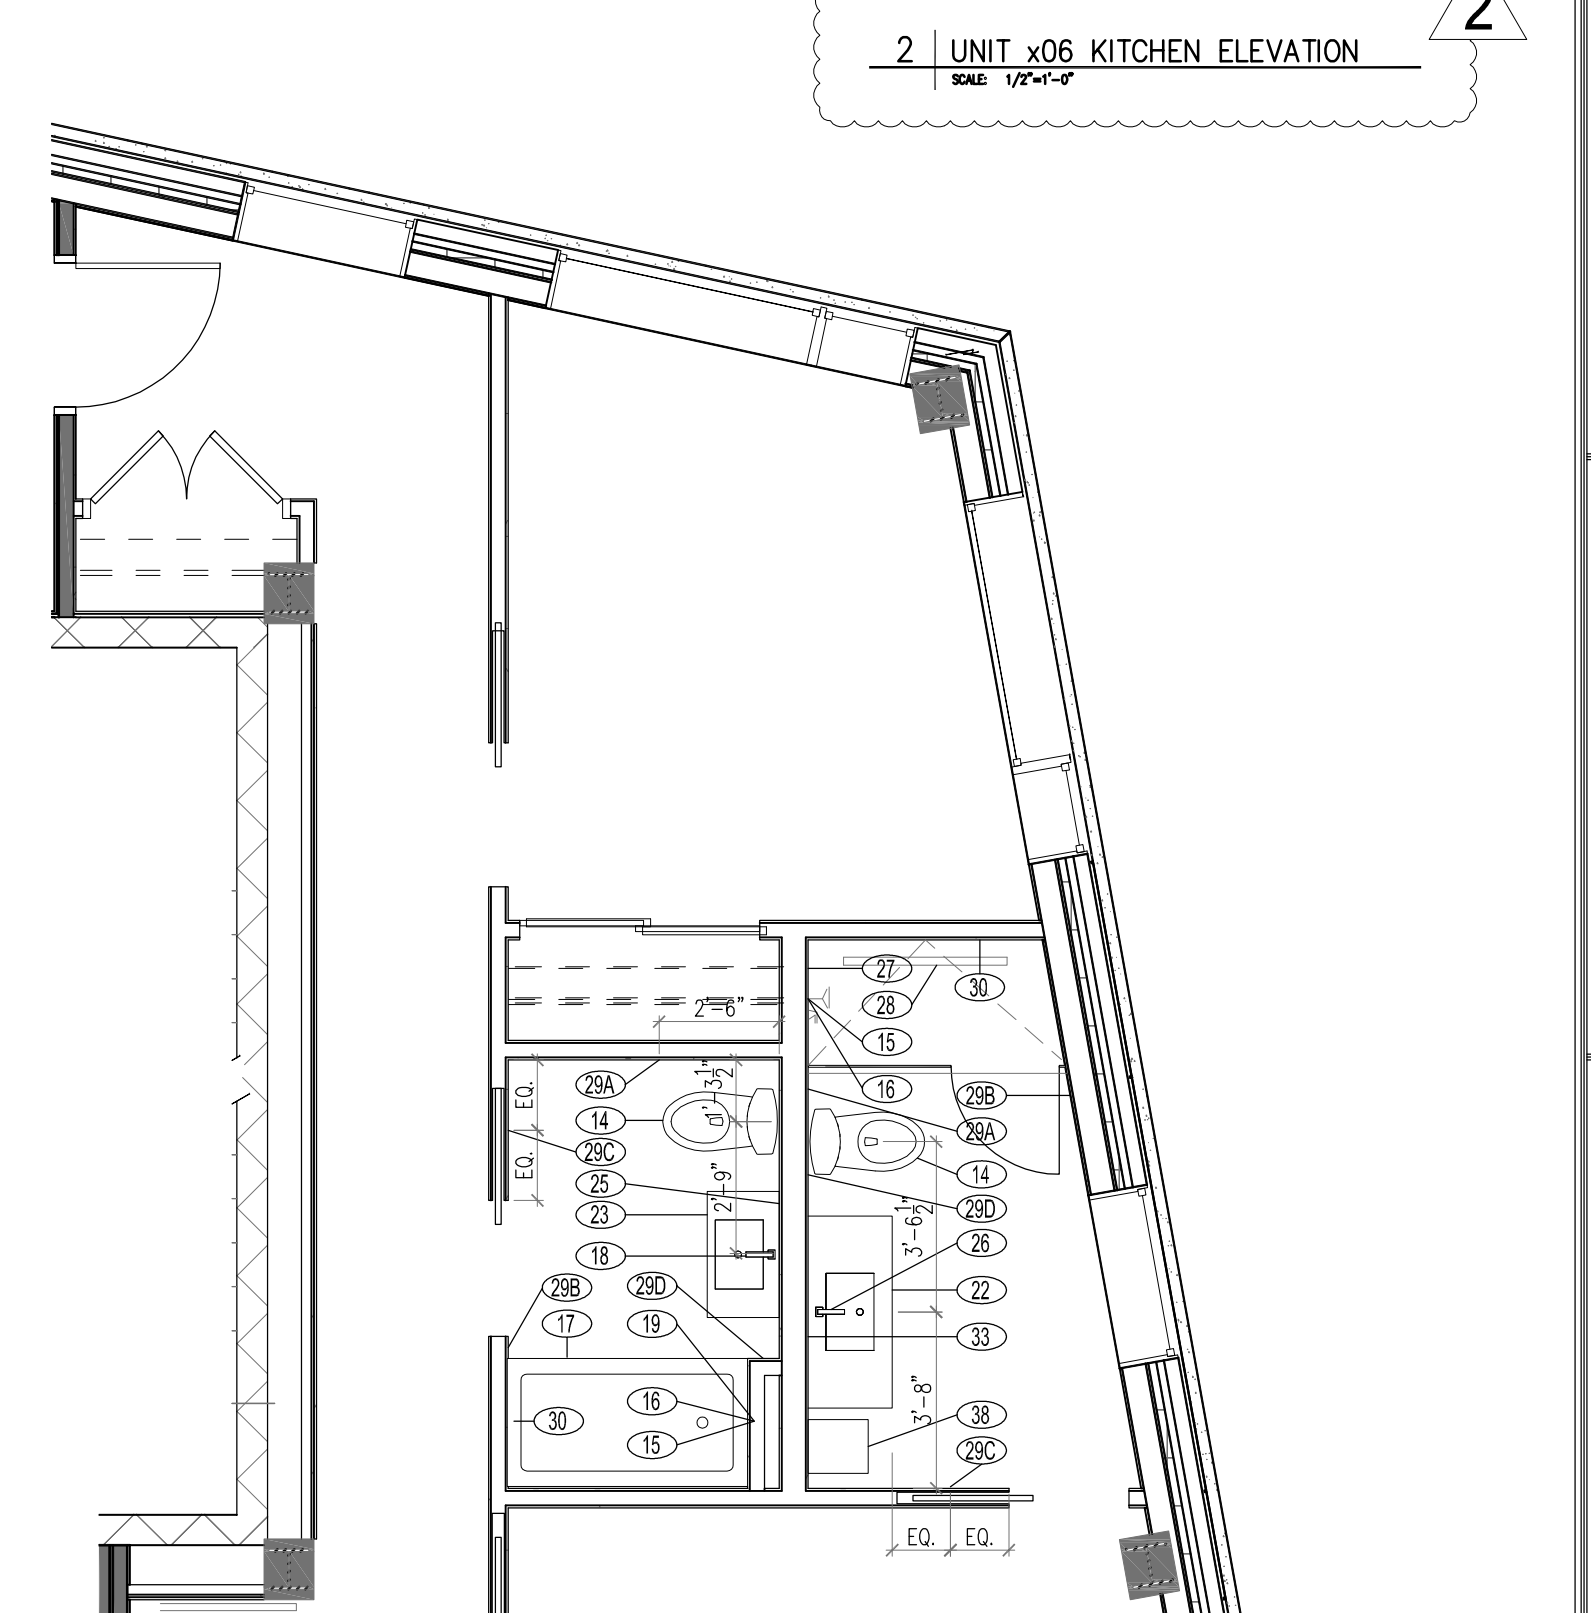 2
2 UNIT x06 KITCHEN ELEVATION
SCALE: 1/2"=1'-0"
27
30
28
2'-6"
15
29A
1'-3 1/2"
16
EQ.
29B
14
29A
29C
EQ.
14
25
2'-9"
29D
23
3'-6 1/2"
26
18
29B
29D
22
17
19
33
16
3'-8"
38
30
15
29C
EQ.
EQ.